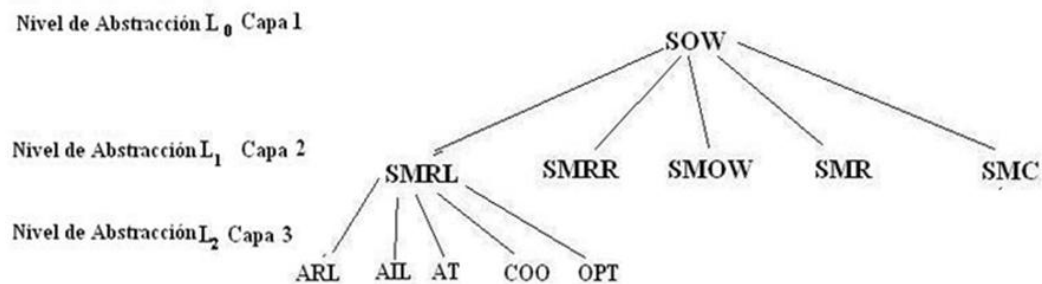 Nivel de Abstracción L0 Capa 1
SOW
Nivel de Abstracción L1 Capa 2
SMRL SMRR SMOW SMR SMC
Nivel de Abstracción L2 Capa 3
ARL AIL AT COO OPT